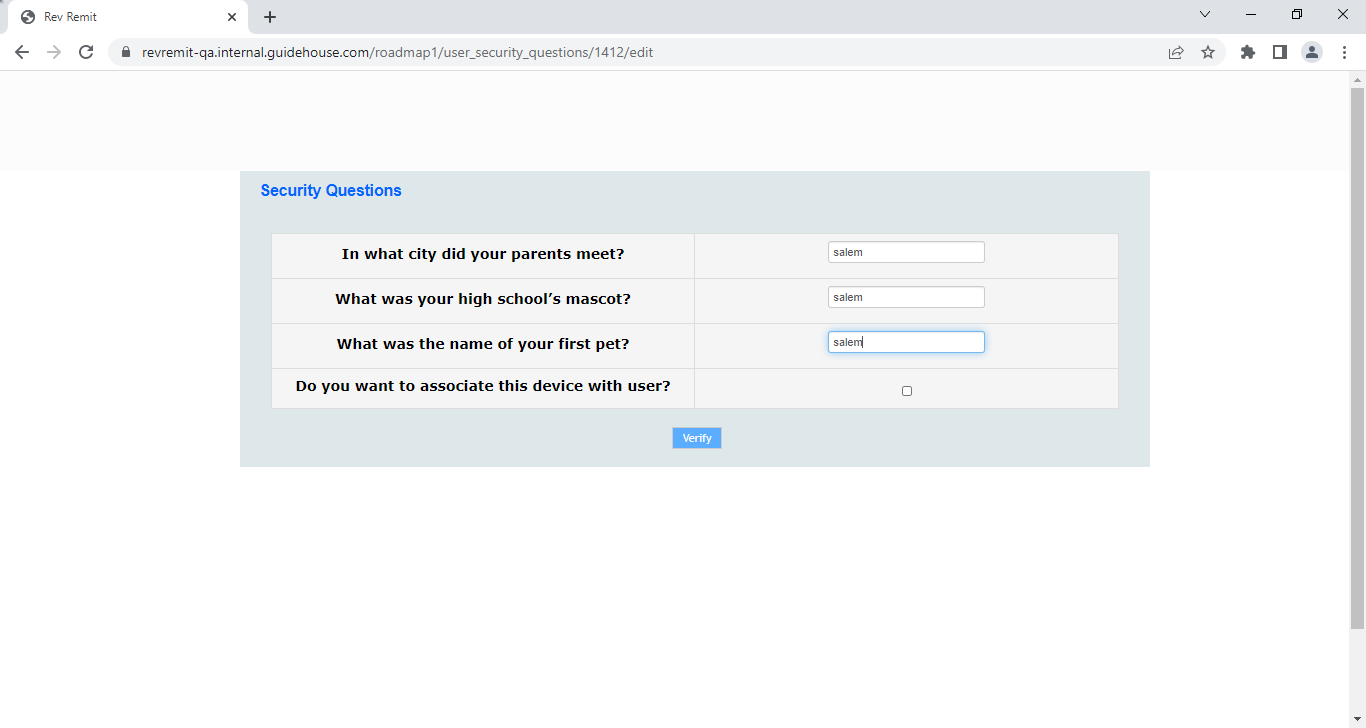 Rev Remit
revremit-qa.internal.guidehouse.com/roadmap1/user_security_questions/1412/edit
Security Questions
In what city did your parents meet? salem
What was your high school’s mascot? salem
What was the name of your first pet? salem
Do you want to associate this device with user?
Verify